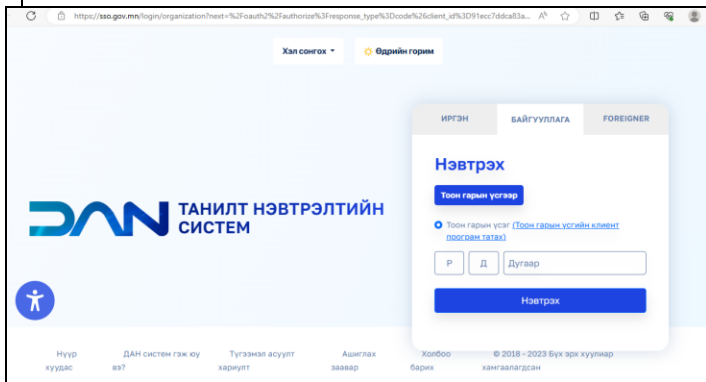 https://sso.gov.mn/login/organization?next=%2Foauth2%2Fauthorize%3Fresponse_type%3Dcode%26client_id%3D91ecc7ddca83a...
Хэл сонгох
Өдрийн горим
ИРГЭН БАЙГУУЛЛАГА FOREIGNER
Нэвтрэх
Тоон гарын үсгээр
Тоон гарын үсэг (Тоон гарын үсгийн клиент
програм татах)
Р Д Дугаар
Нэвтрэх
DAN ТАНИЛТ НЭВТРЭЛТИЙН
СИСТЕМ
Нүүр ДАН систем гэж юу Түгээмэл асуулт Ашиглах Холбоо © 2018 - 2023 Бүх эрх хуулиар
хуудас вэ? хариулт заавар барих хамгаалагдсан